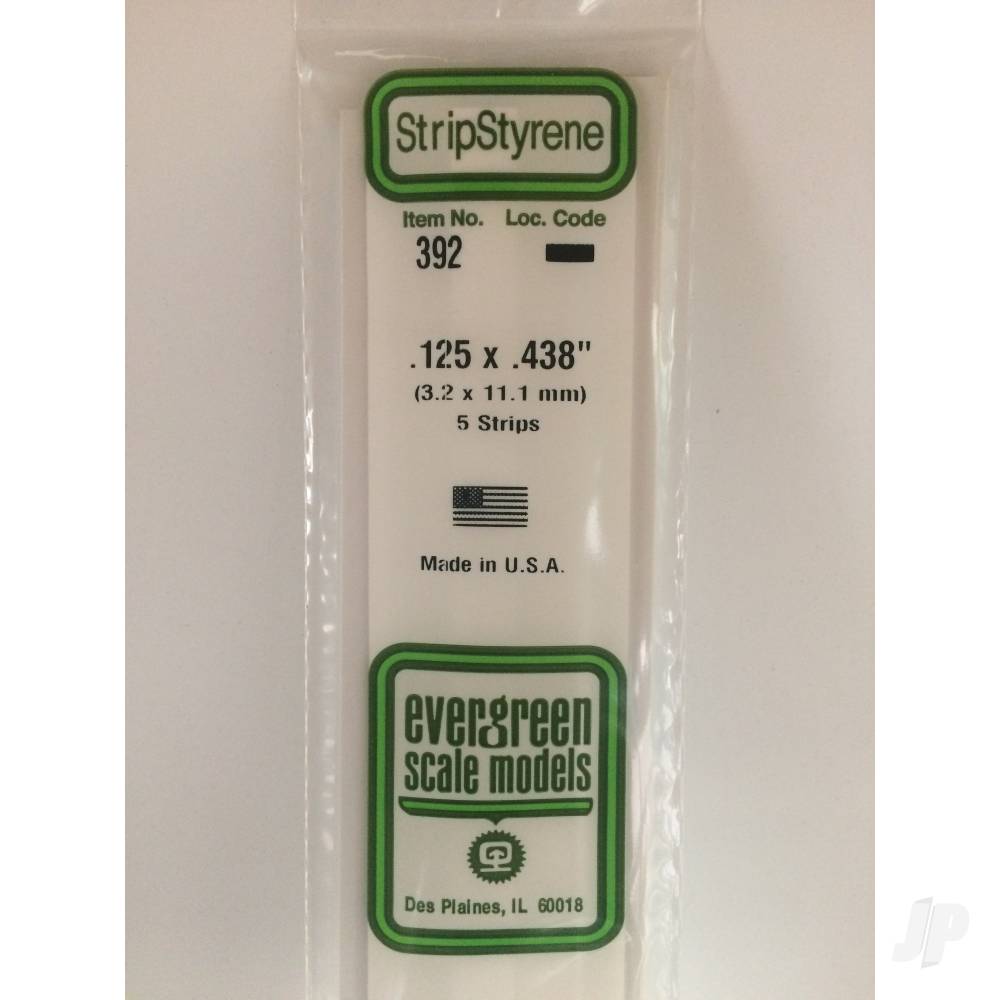 StripStyrene
Item No. Loc. Code
392
.125 x .438"
(3.2 x 11.1 mm)
5 Strips
Made in U.S.A.
evergreen
scale models
Des Plaines, IL 60018
JP